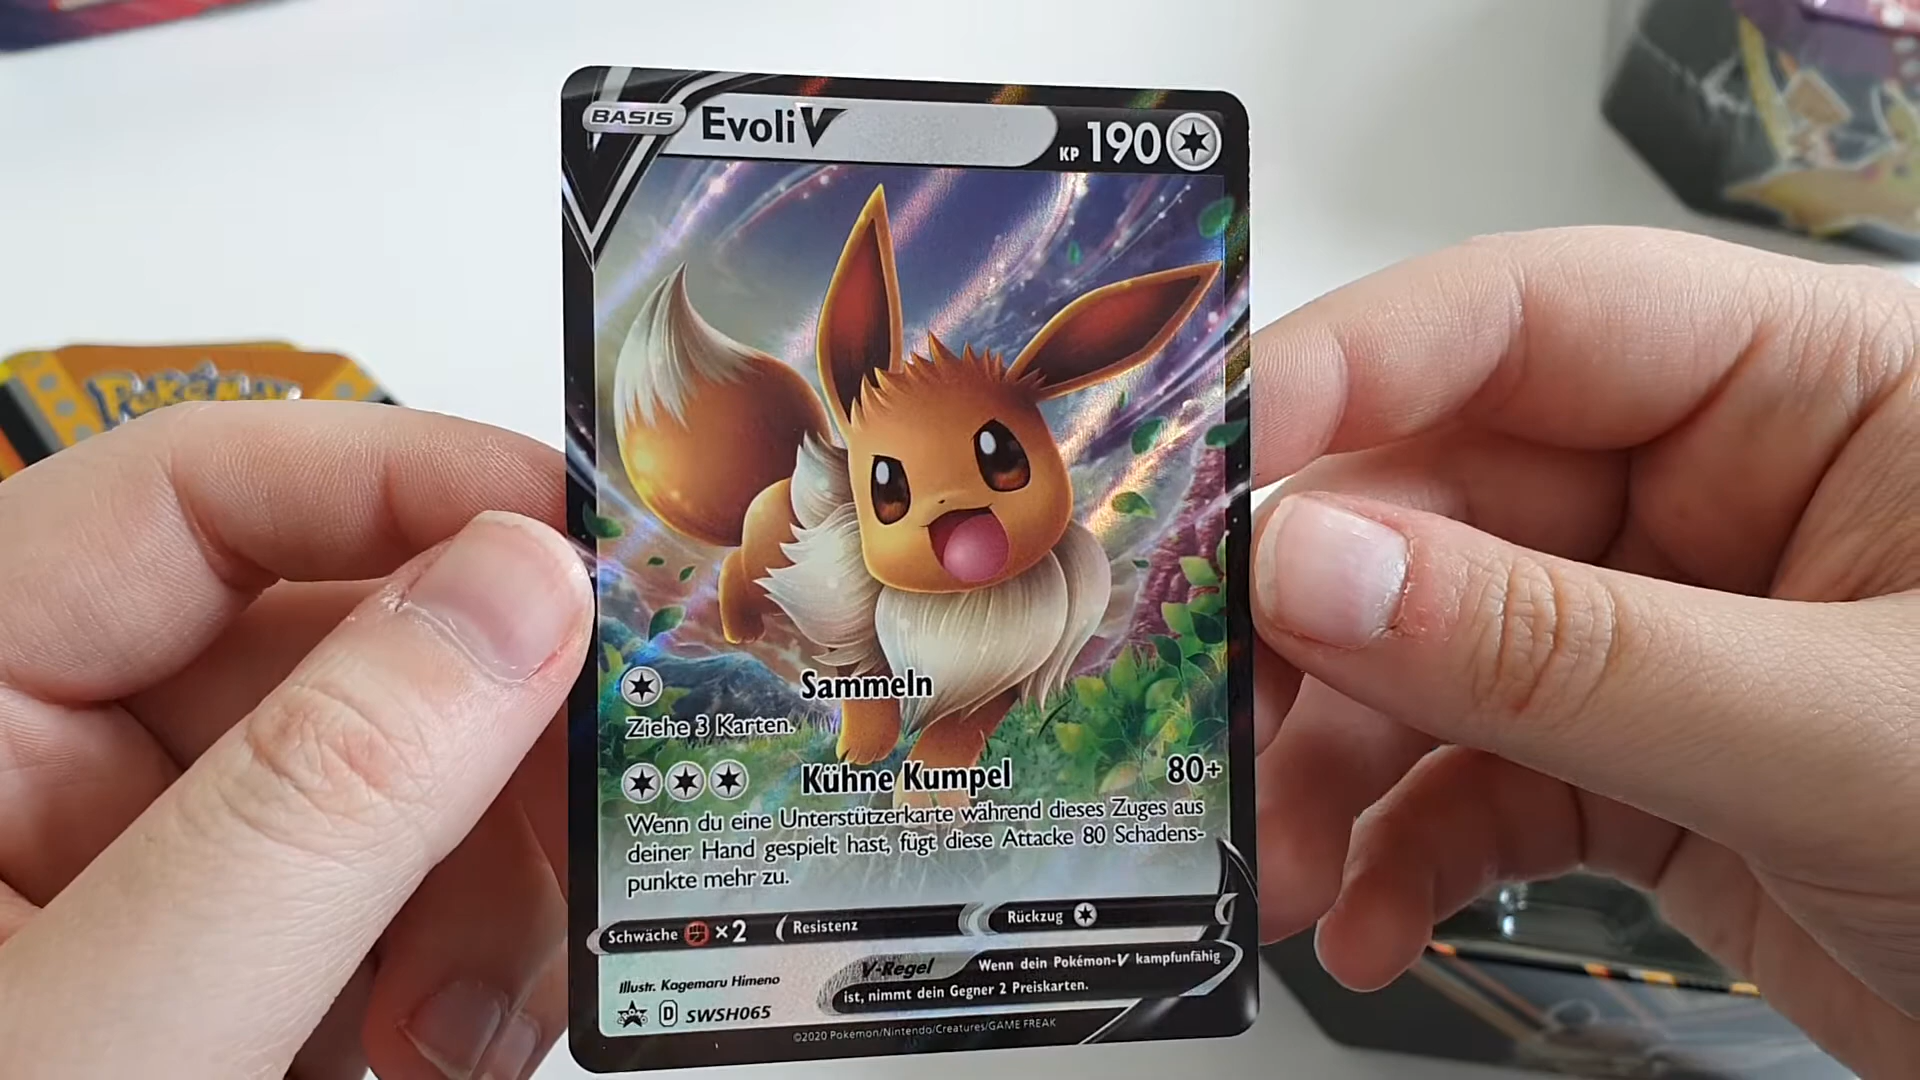 BASIS EvoliV KP 190
POKéMON
Sammeln
Ziehe 3 Karten.
Kühne Kumpel 80+
Wenn du eine Unterstützerkarte während dieses Zuges aus
deiner Hand gespielt hast, fügt diese Attacke 80 Schadens-
punkte mehr zu.
Schwäche ×2 Resistenz Rückzug
V-Regel Wenn dein Pokémon-V kampfunfähig
ist, nimmt dein Gegner 2 Preiskarten.
Illustr. Kagemaru Himeno
D SWSH065
©2020 Pokémon/Nintendo/Creatures/GAME FREAK